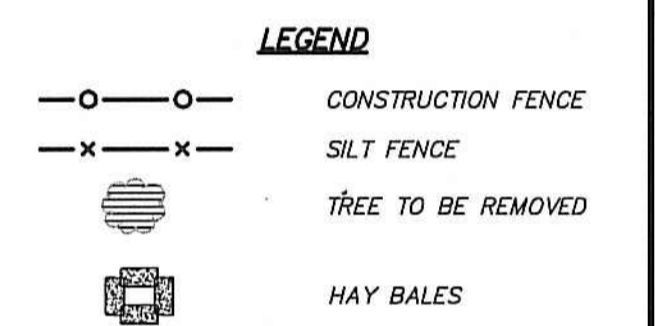 LEGEND
CONSTRUCTION FENCE
SILT FENCE
TREE TO BE REMOVED
HAY BALES